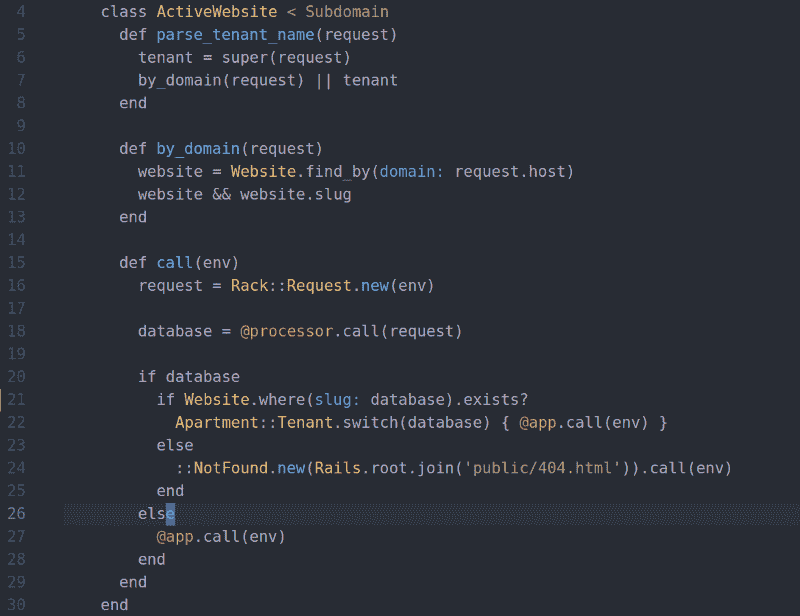 4 class ActiveWebsite < Subdomain
5 def parse_tenant_name(request)
6 tenant = super(request)
7 by_domain(request) || tenant
8 end
9
10 def by_domain(request)
11 website = Website.find_by(domain: request.host)
12 website && website.slug
13 end
14
15 def call(env)
16 request = Rack::Request.new(env)
17
18 database = @processor.call(request)
19
20 if database
21 if Website.where(slug: database).exists?
22 Apartment::Tenant.switch(database) { @app.call(env) }
23 else
24 ::NotFound.new(Rails.root.join('public/404.html')).call(env)
25 end
26 else
27 @app.call(env)
28 end
29 end
30 end